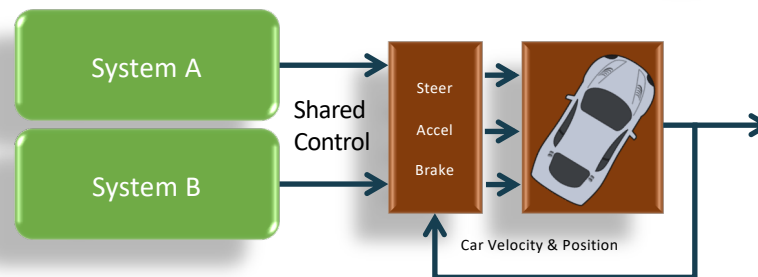 System A
Shared
Control
System B
Steer
Accel
Brake
Car Velocity & Position